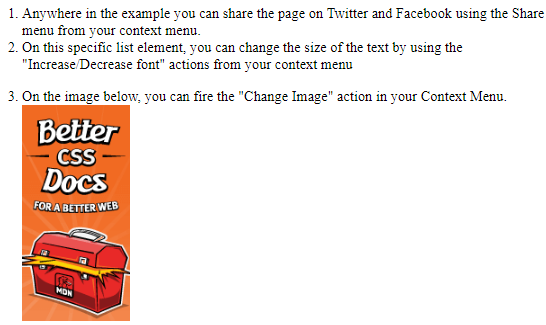 1. Anywhere in the example you can share the page on Twitter and Facebook using the Share
menu from your context menu.
2. On this specific list element, you can change the size of the text by using the
"Increase/Decrease font" actions from your context menu
3. On the image below, you can fire the "Change Image" action in your Context Menu.
Better
CSS
Docs
FOR A BETTER WEB
MDN